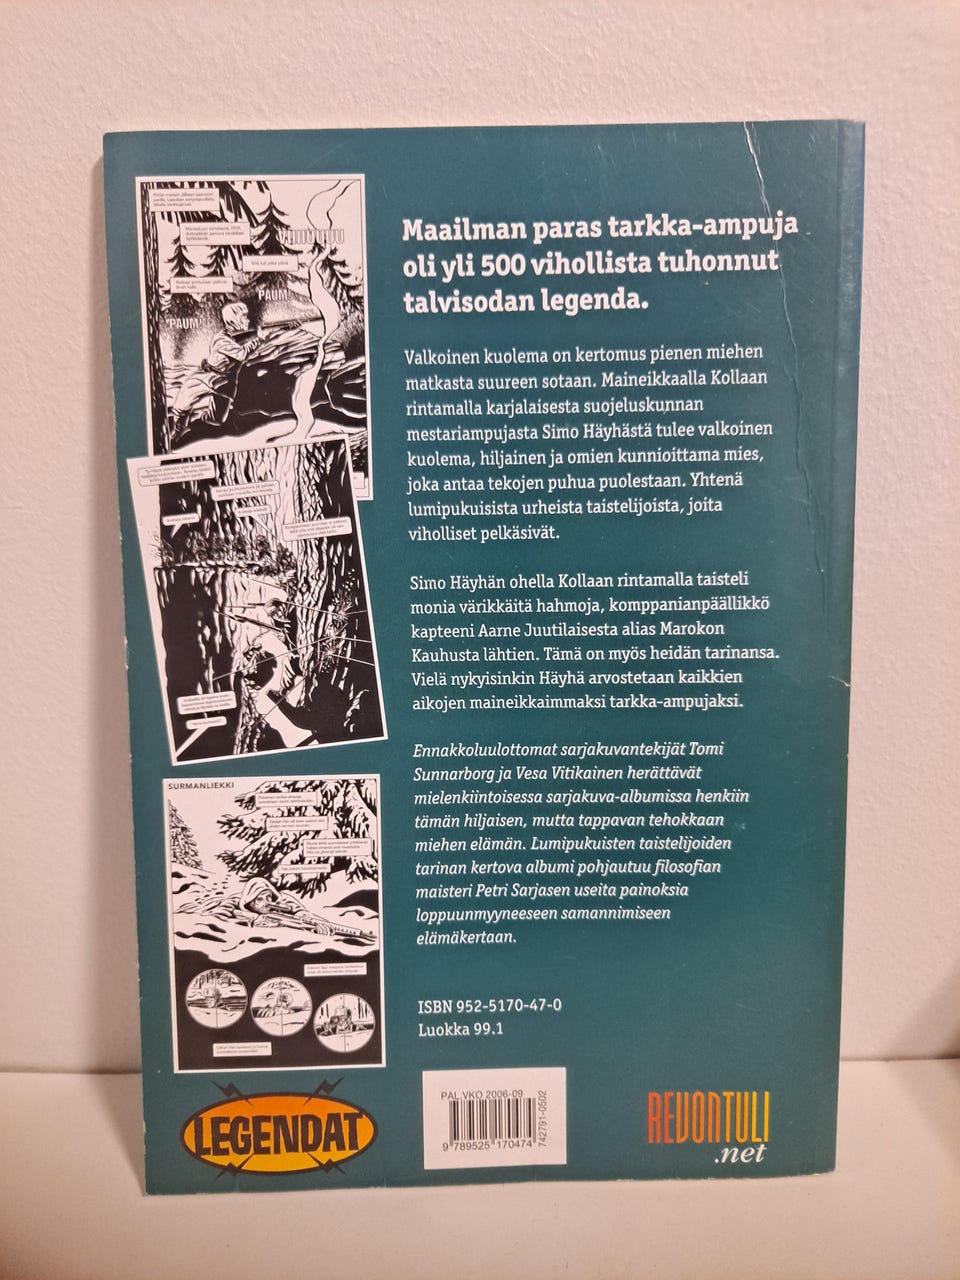 Maailman paras tarkka-ampuja
oli yli 500 vihollista tuhonnut
talvisodan legenda.
Valkoinen kuolema on kertomus pienen miehen
matkasta suureen sotaan. Maineikkaalla Kollaan
rintamalla karjalaisesta suojeluskunnan
mestariampujasta Simo Häyhästä tulee valkoinen
kuolema, hiljainen ja omien kunnioittama mies,
joka antaa tekojen puhua puolestaan. Yhtenä
lumipukuisista urheista taistelijoista, joita
viholliset pelkäsivät.
Simo Häyhän ohella Kollaan rintamalla taisteli
monia värikkäitä hahmoja, komppanianpäällikkö
kapteeni Aarne Juutilaisesta alias Marokon
Kauhusta lähtien. Tämä on myös heidän tarinansa.
Vielä nykyisinkin Häyhä arvostetaan kaikkien
aikojen maineikkaimmaksi tarkka-ampujaksi.
Ennakkoluulottomat sarjakuvantekijät Tomi
Sunnarborg ja Vesa Vitikainen herättävät
mielenkiintoisessa sarjakuva-albumissa henkiin
tämän hiljaisen, mutta tappavan tehokkaan
miehen elämän. Lumipukuisten taistelijoiden
tarinan kertova albumi pohjautuu filosofian
maisteri Petri Sarjasen useita painoksia
loppuunmyyneeseen samannimiseen
elämäkertaan.
ISBN 952-5170-47-0
Luokka 99.1
PAUM!
PAUM!
SURMANLIEKKI
LEGENDAT
PAL.VKO 2006-09
9 789525 170474
742791-0502
REVONTULI
.net